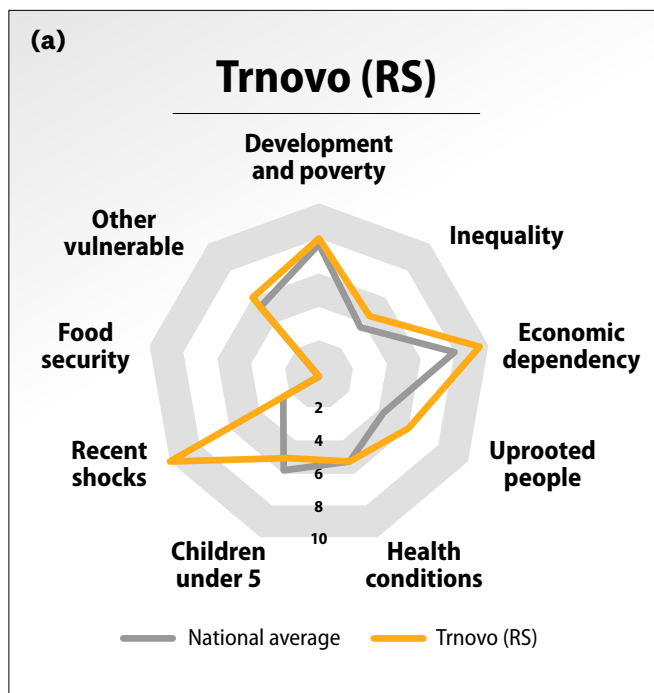 (a)
Trnovo (RS)
Development
and poverty
Other
vulnerable
Inequality
Food
security
Economic
dependency
2
4
6
8
10
Recent
shocks
Uprooted
people
Children
under 5
Health
conditions
National average
Trnovo (RS)